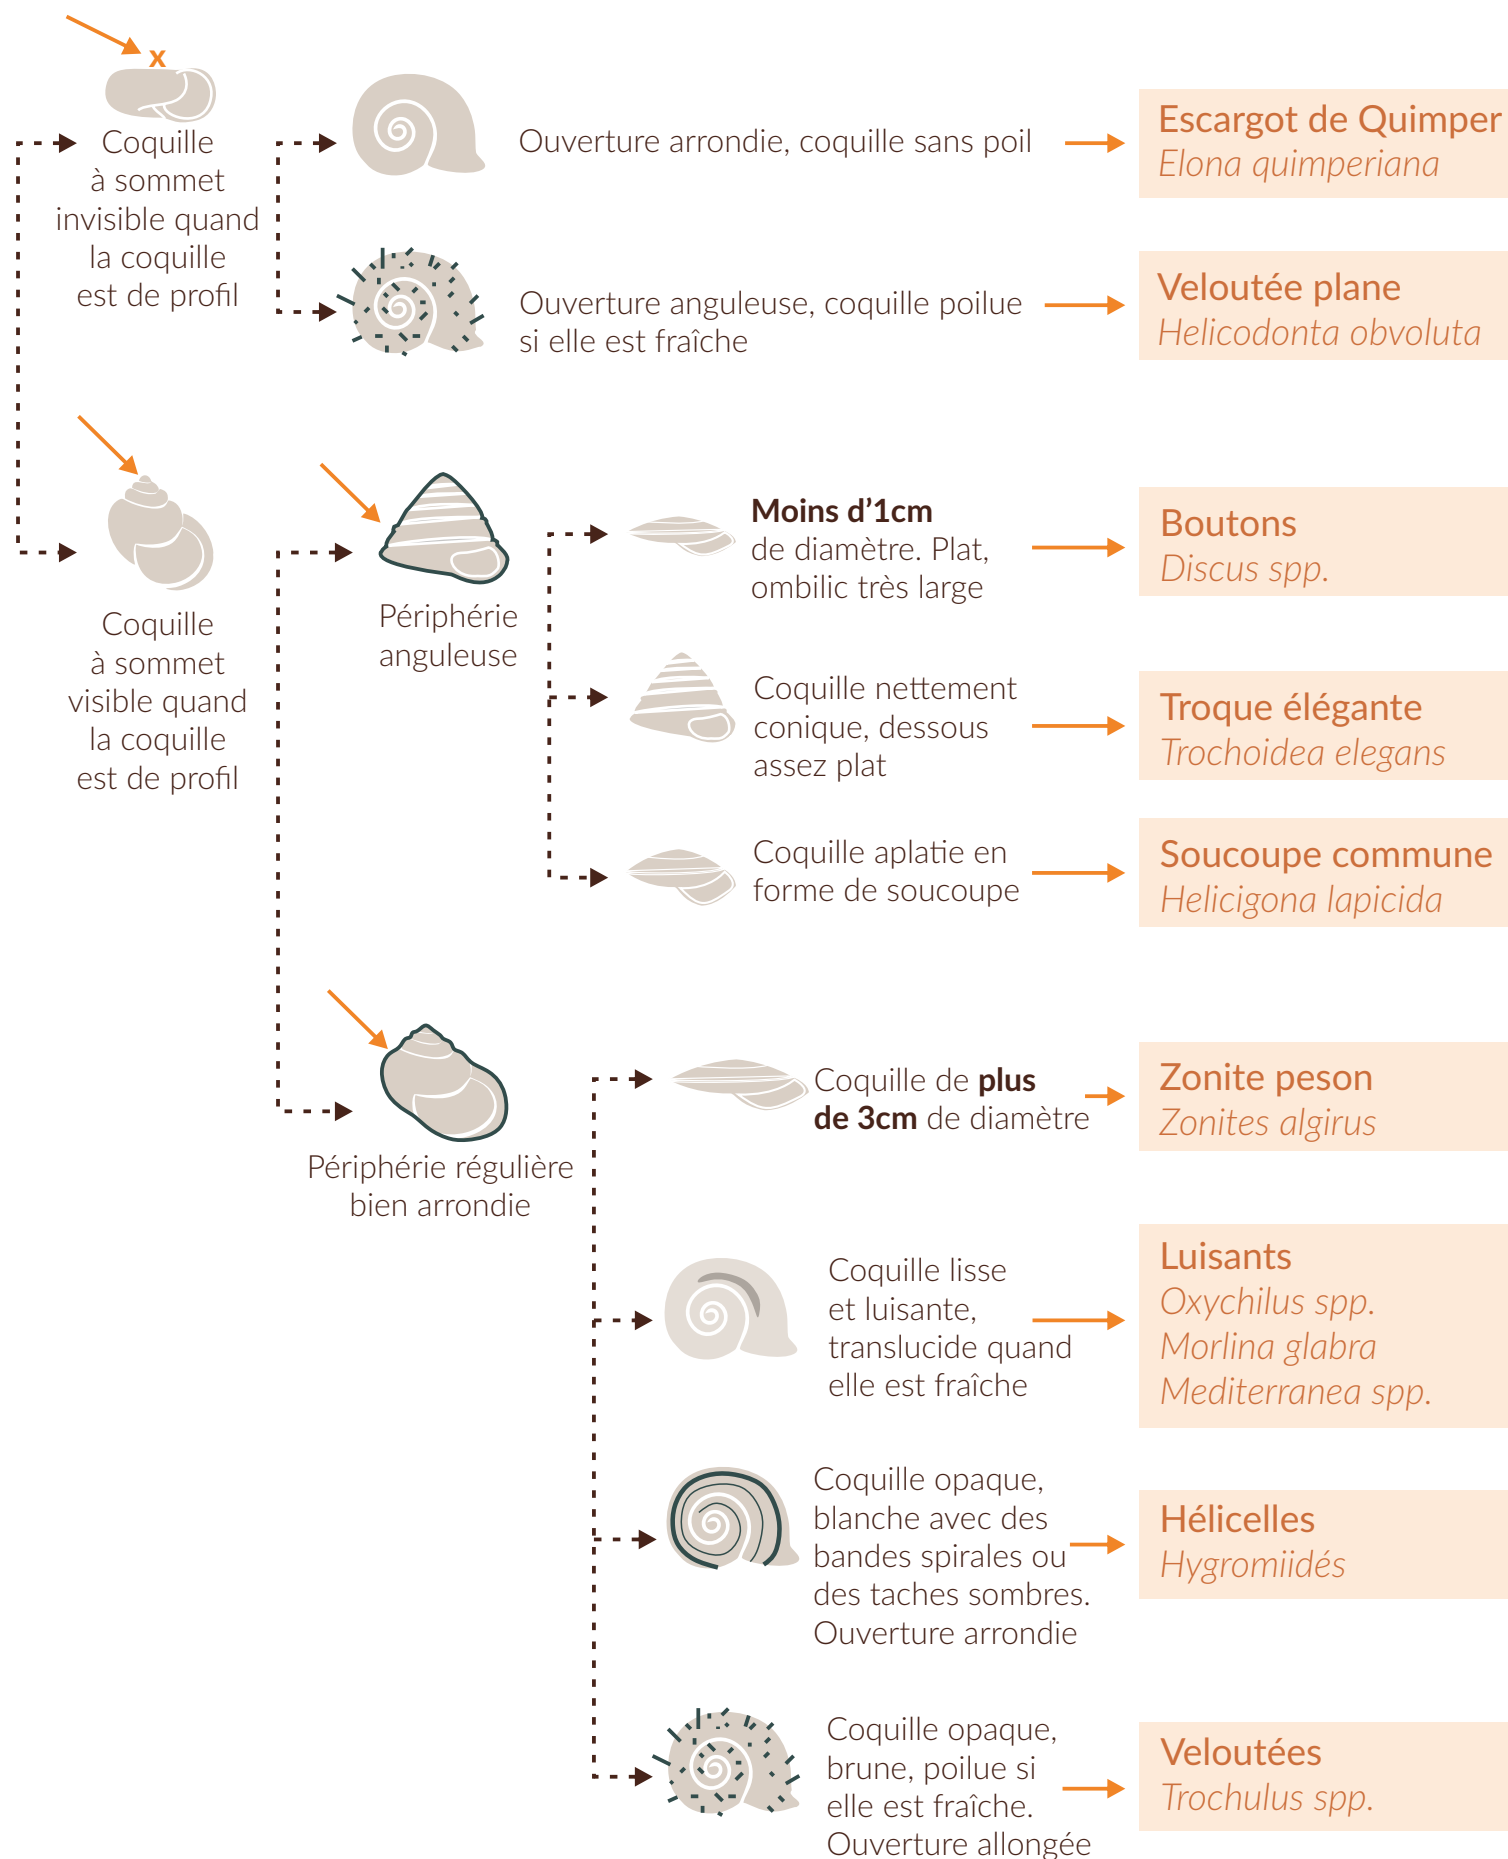 x
Coquille
à sommet
invisible quand
la coquille
est de profil
Ouverture arrondie, coquille sans poil
Escargot de Quimper
Elona quimperiana
Ouverture anguleuse, coquille poilue
si elle est fraîche
Veloutée plane
Helicodonta obvoluta
Coquille
à sommet
visible quand
la coquille
est de profil
Périphérie
anguleuse
Moins d’1cm
de diamètre. Plat,
ombilic très large
Boutons
Discus spp.
Coquille nettement
conique, dessous
assez plat
Troque élégante
Trochoidea elegans
Coquille aplatie en
forme de soucoupe
Soucoupe commune
Helicigona lapicida
Périphérie régulière
bien arrondie
Coquille de plus
de 3cm de diamètre
Zonite peson
Zonites algirus
Coquille lisse
et luisante,
translucide quand
elle est fraîche
Luisants
Oxychilus spp.
Morlina glabra
Mediterranea spp.
Coquille opaque,
blanche avec des
bandes spirales ou
des taches sombres.
Ouverture arrondie
Hélicelles
Hygromiidés
Coquille opaque,
brune, poilue si
elle est fraîche.
Ouverture allongée
Veloutées
Trochulus spp.